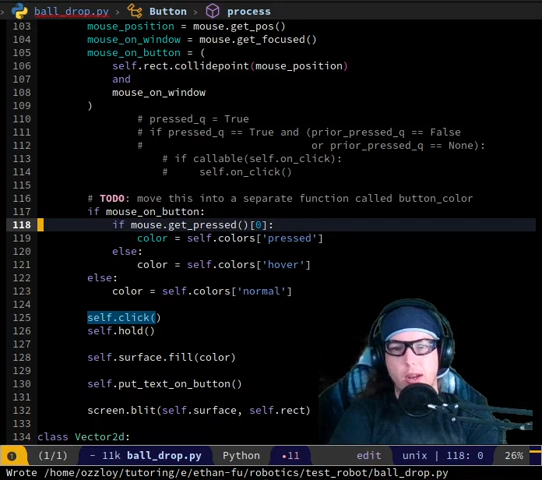 ball_drop.py > Button > process
103 mouse_position = mouse.get_pos()
104 mouse_on_window = mouse.get_focused()
105 mouse_on_button = (
106 self.rect.collidepoint(mouse_position)
107 and
108 mouse_on_window
109 )
110 # pressed_q = True
111 # if pressed_q == True and (prior_pressed_q == False
112 # or prior_pressed_q == None):
113 # if callable(self.on_click):
114 # self.on_click()
115
116 # TODO: move this into a separate function called button_color
117 if mouse_on_button:
118 if mouse.get_pressed()[0]:
119 color = self.colors['pressed']
120 else:
121 color = self.colors['hover']
122 else:
123 color = self.colors['normal']
124
125 self.click()
126 self.hold()
127
128 self.surface.fill(color)
129
130 self.put_text_on_button()
131
132 screen.blit(self.surface, self.rect)
133
134 class Vector2d:
(1/1) - 11k ball_drop.py Python •11 edit unix | 118: 0 26%
Wrote /home/ozzloy/tutoring/e/ethan-fu/robotics/test_robot/ball_drop.py